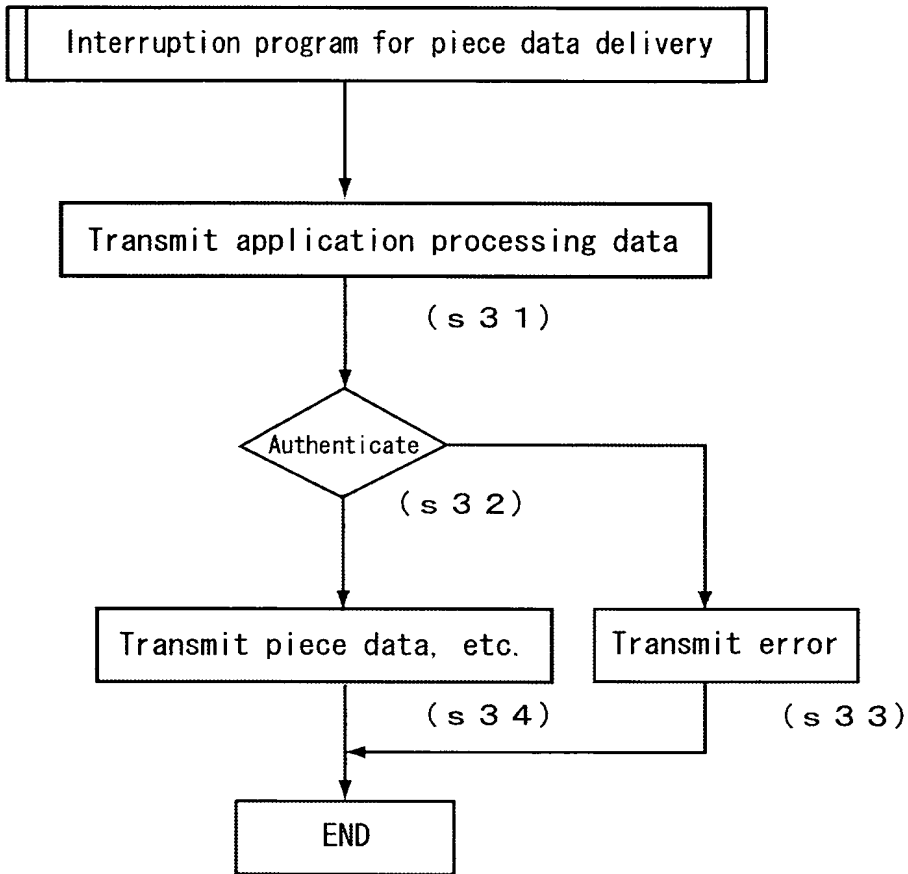 Interruption program for piece data delivery
Transmit application processing data
(s31)
Authenticate
(s32)
Transmit piece data, etc.
Transmit error
(s34)
(s33)
END